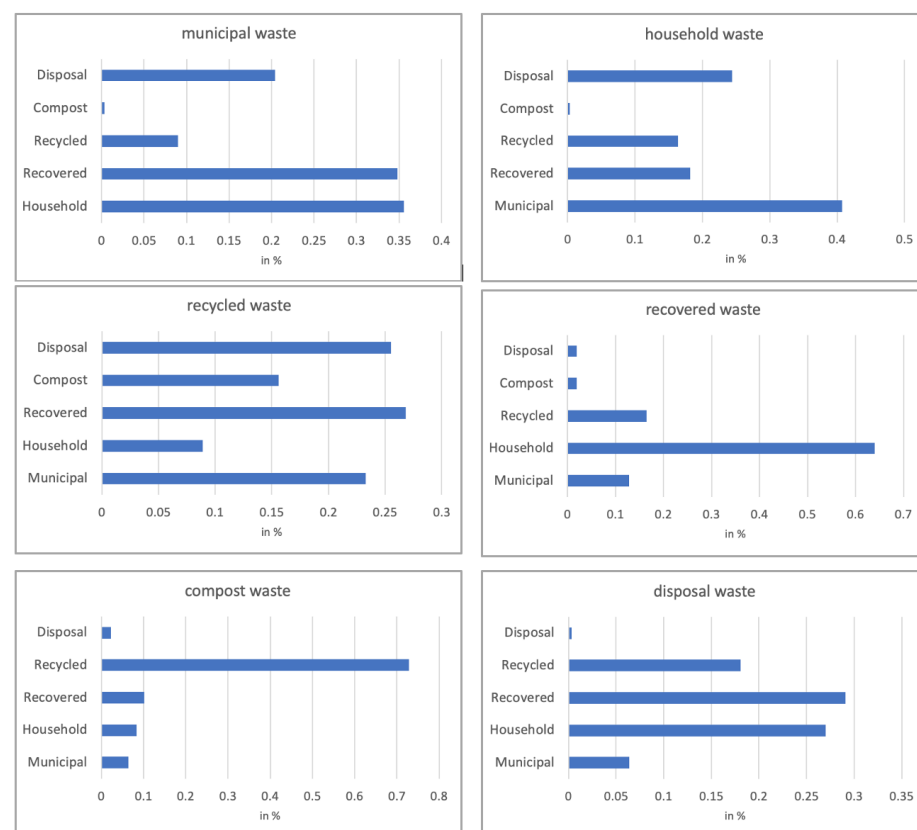 municipal waste
Disposal
Compost
Recycled
Recovered
Household
0 0.05 0.1 0.15 0.2 0.25 0.3 0.35 0.4
in %
household waste
Disposal
Compost
Recycled
Recovered
Municipal
0 0.1 0.2 0.3 0.4 0.5
in %
recycled waste
Disposal
Compost
Recovered
Household
Municipal
0 0.05 0.1 0.15 0.2 0.25 0.3
in %
recovered waste
Disposal
Compost
Recycled
Household
Municipal
0 0.1 0.2 0.3 0.4 0.5 0.6 0.7
in %
compost waste
Disposal
Recycled
Recovered
Household
Municipal
0 0.1 0.2 0.3 0.4 0.5 0.6 0.7 0.8
in %
disposal waste
Disposal
Recycled
Recovered
Household
Municipal
0 0.05 0.1 0.15 0.2 0.25 0.3 0.35
in %